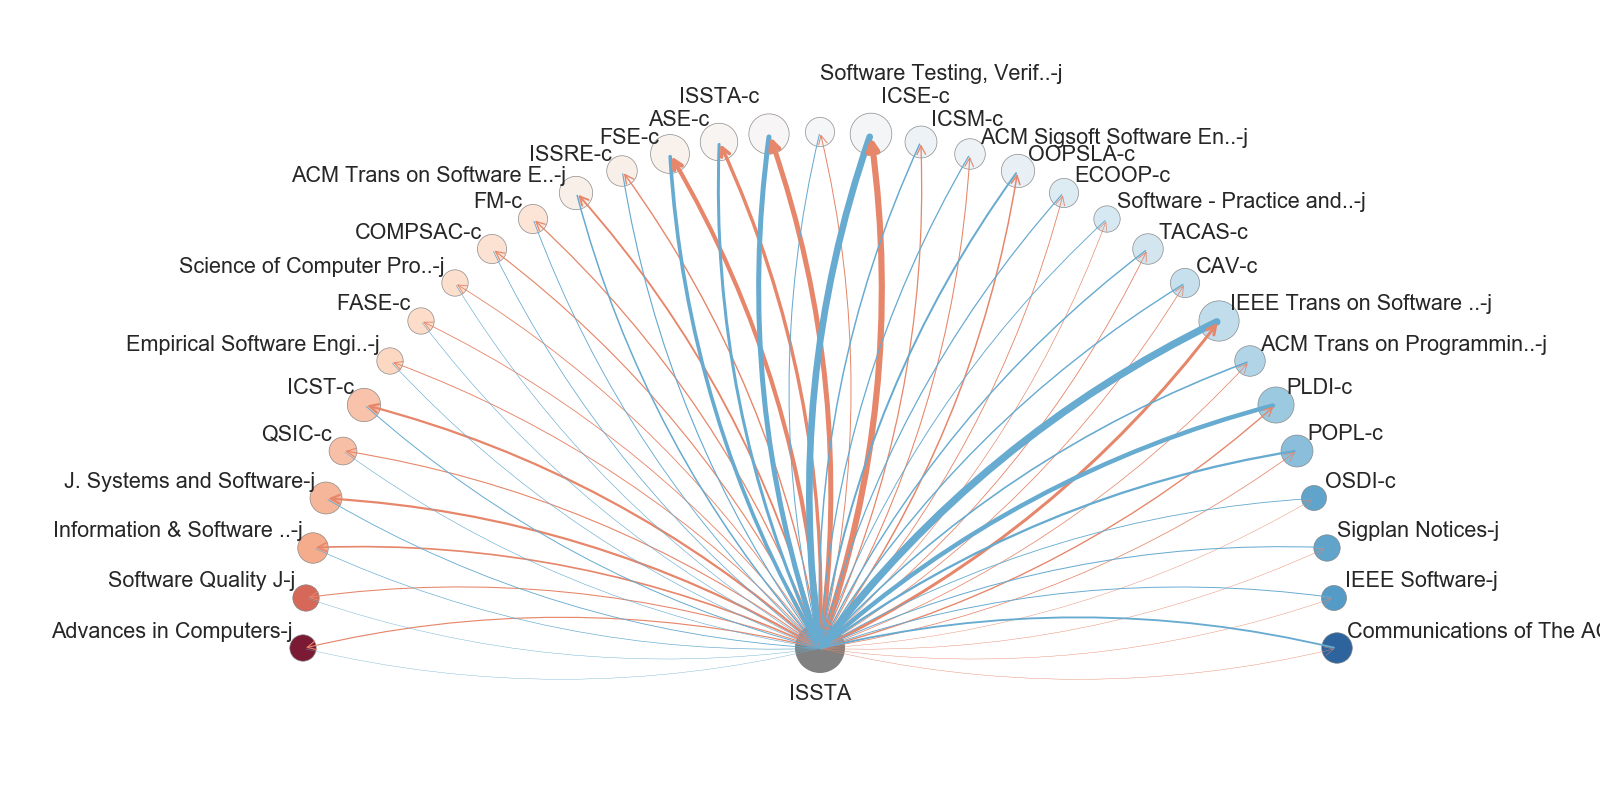 Software Testing, Verif..-j
ISSTA-c
ICSE-c
ASE-c
ICSM-c
FSE-c
ACM Sigsoft Software En..-j
ISSRE-c
OOPSLA-c
ACM Trans on Software E..-j
ECOOP-c
FM-c
Software - Practice and..-j
COMPSAC-c
TACAS-c
Science of Computer Pro..-j
CAV-c
FASE-c
IEEE Trans on Software ..-j
Empirical Software Engi..-j
ACM Trans on Programmin..-j
ICST-c
PLDI-c
QSIC-c
POPL-c
J. Systems and Software-j
OSDI-c
Information & Software ..-j
Sigplan Notices-j
Software Quality J-j
IEEE Software-j
Advances in Computers-j
Communications of The AC
ISSTA